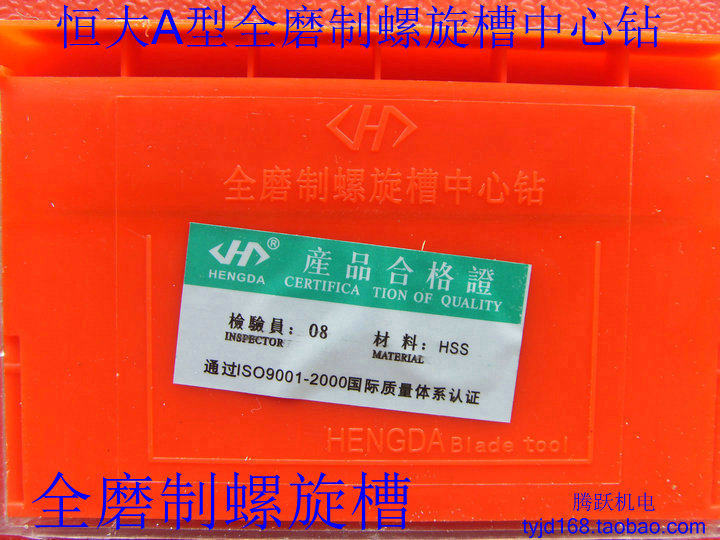 恒大A型全磨制螺旋槽中心钻
全磨制螺旋槽中心钻
HD®
HENGDA
産品合格證
CERTIFICA TION OF QUALITY
檢驗員：08
INSPECTOR
材料：HSS
MATERIAL
通过ISO9001-2000国际质量体系认证
HENGDA Blade tool
全磨制螺旋槽
腾跃机电
tyjd168.taobao.com